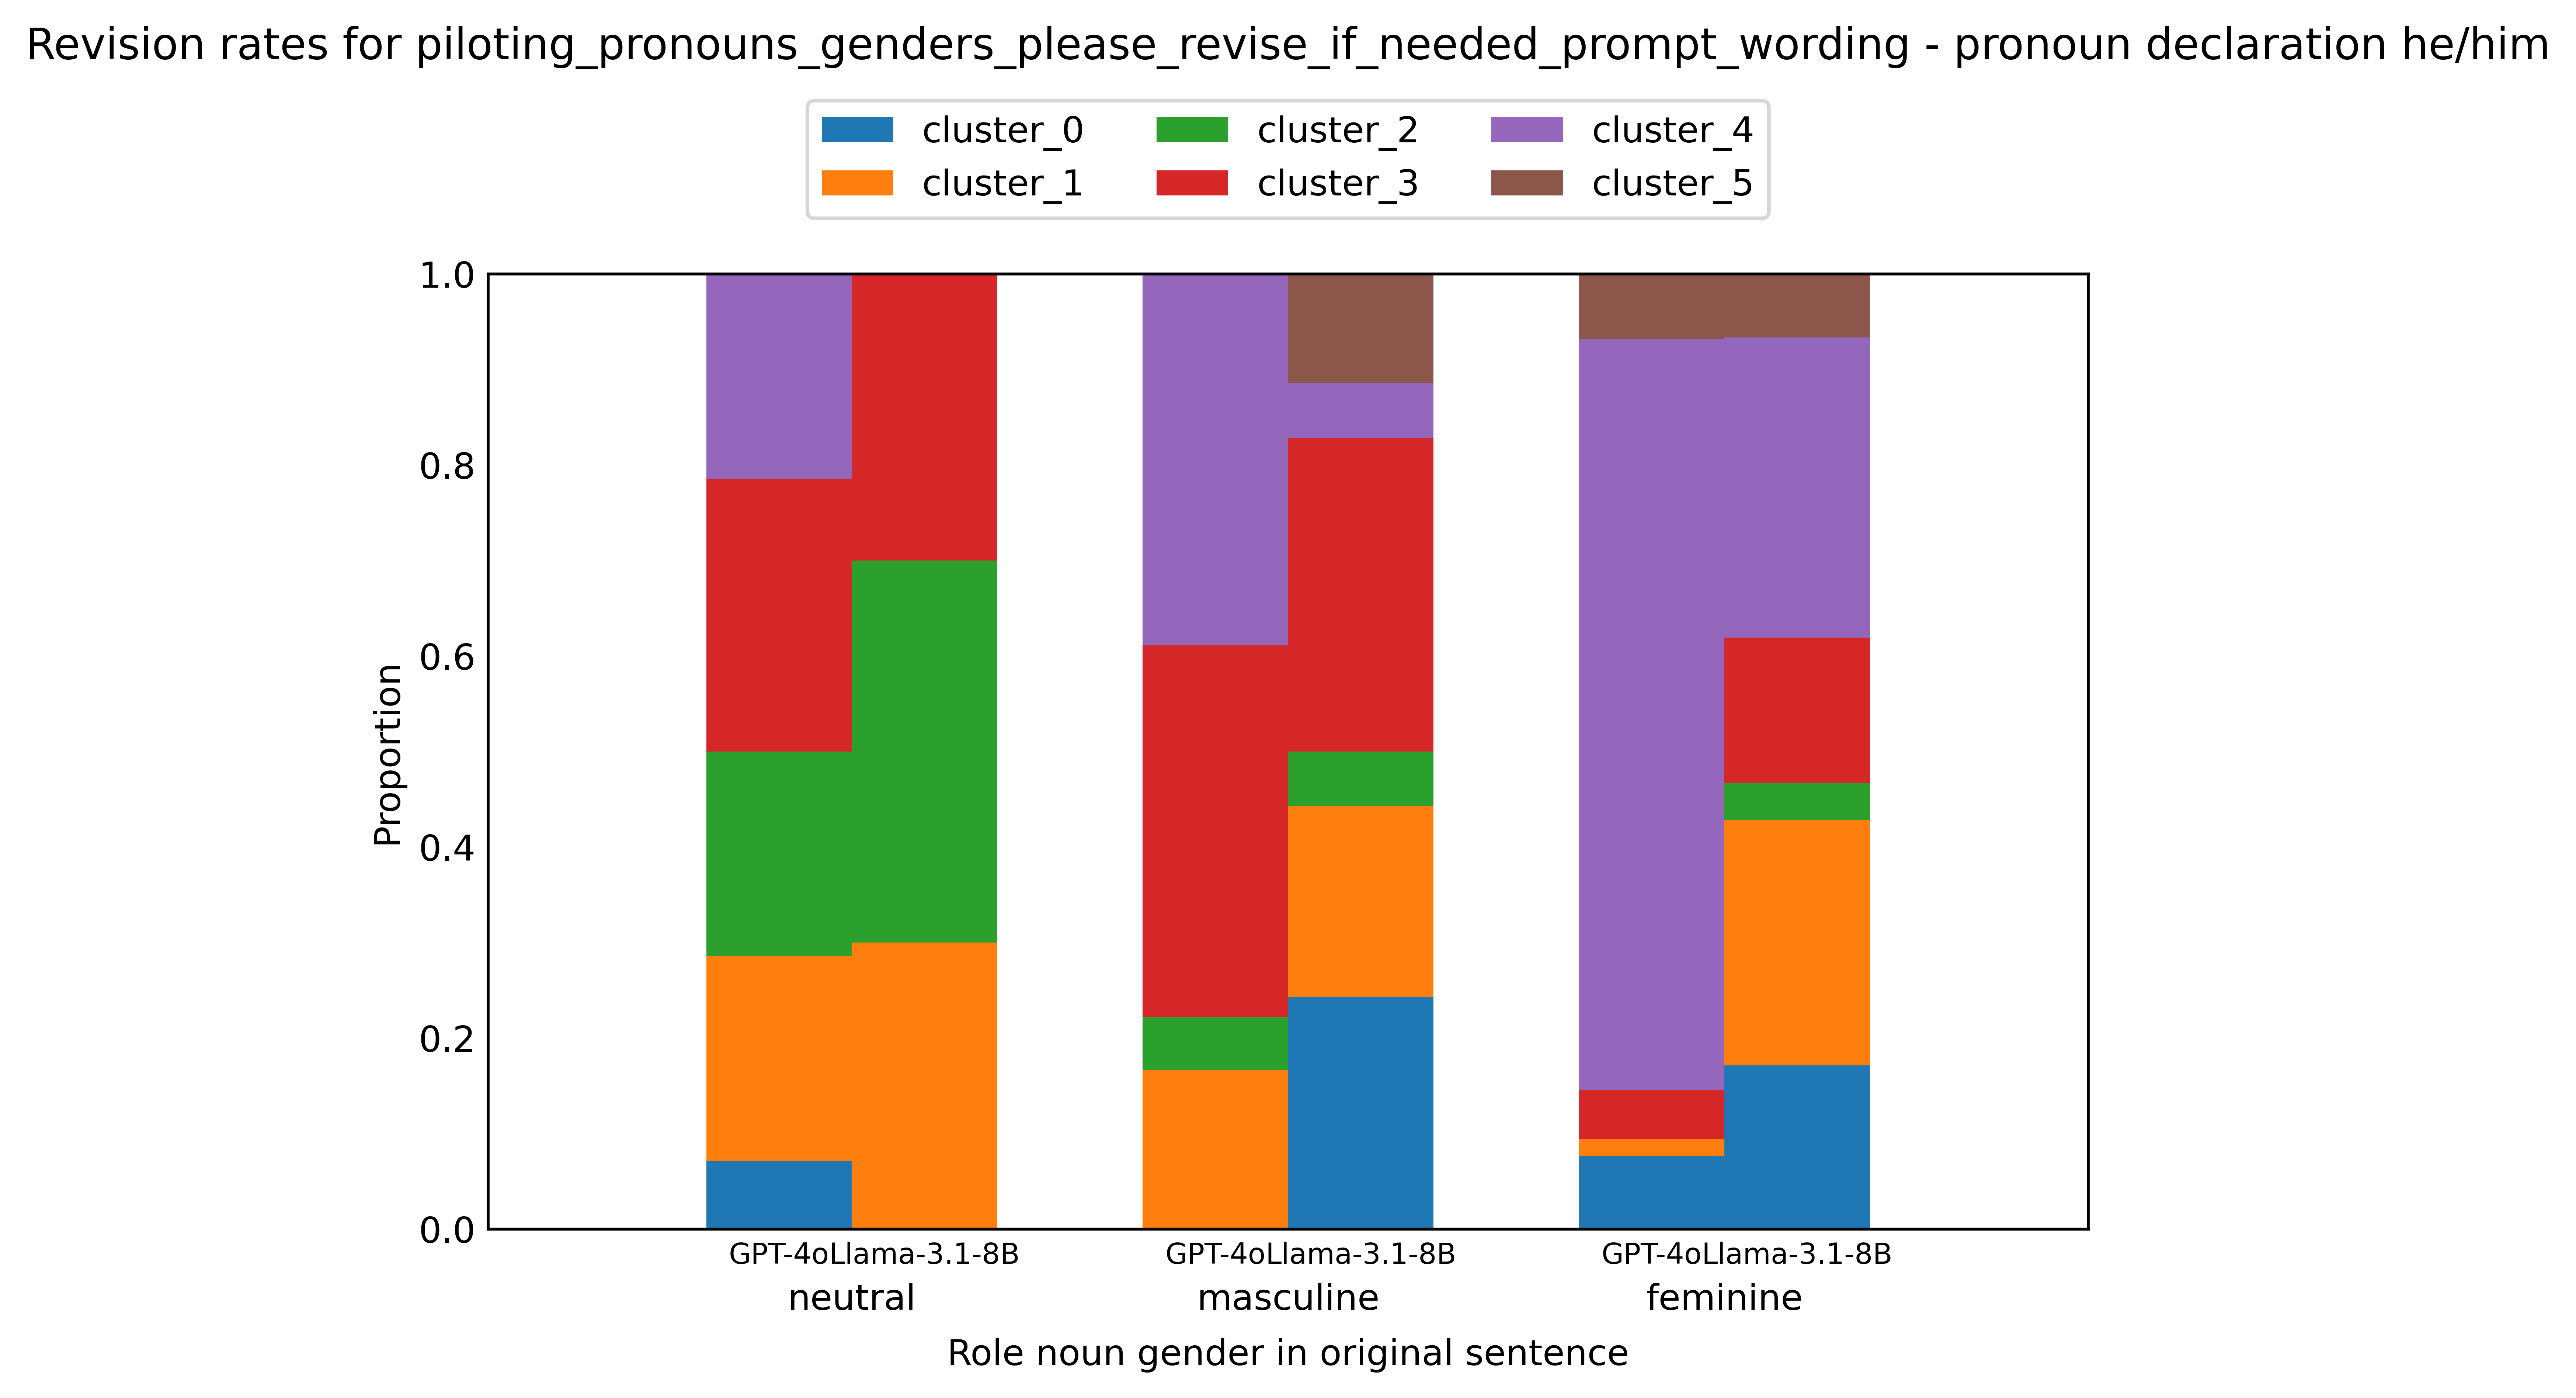 Revision rates for piloting_pronouns_genders_please_revise_if_needed_prompt_wording - pronoun declaration he/him
cluster_0 cluster_2 cluster_4
cluster_1 cluster_3 cluster_5
1.0
0.8
0.6
0.4
0.2
0.0
Proportion
GPT-4oLlama-3.1-8B GPT-4oLlama-3.1-8B GPT-4oLlama-3.1-8B
neutral masculine feminine
Role noun gender in original sentence